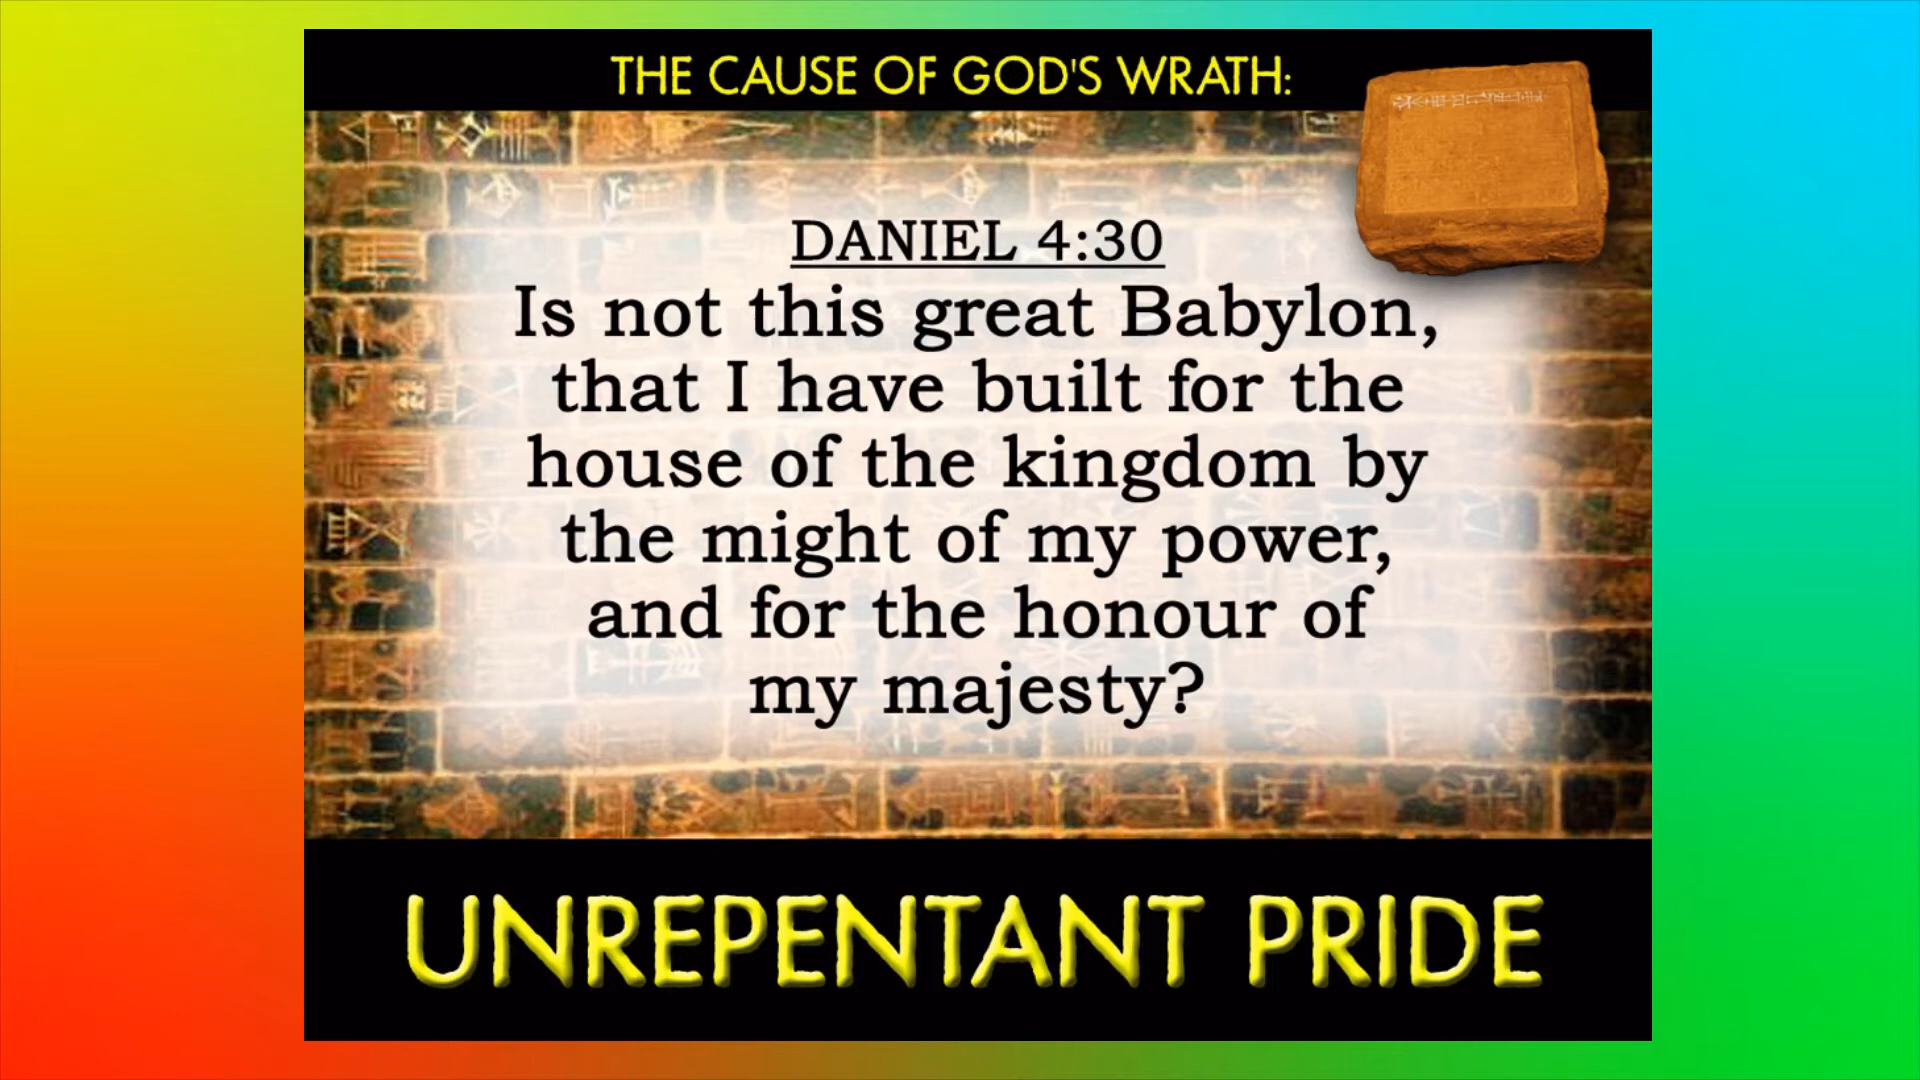 THE CAUSE OF GOD'S WRATH:
DANIEL 4:30
Is not this great Babylon,
that I have built for the
house of the kingdom by
the might of my power,
and for the honour of
my majesty?
UNREPENTANT PRIDE